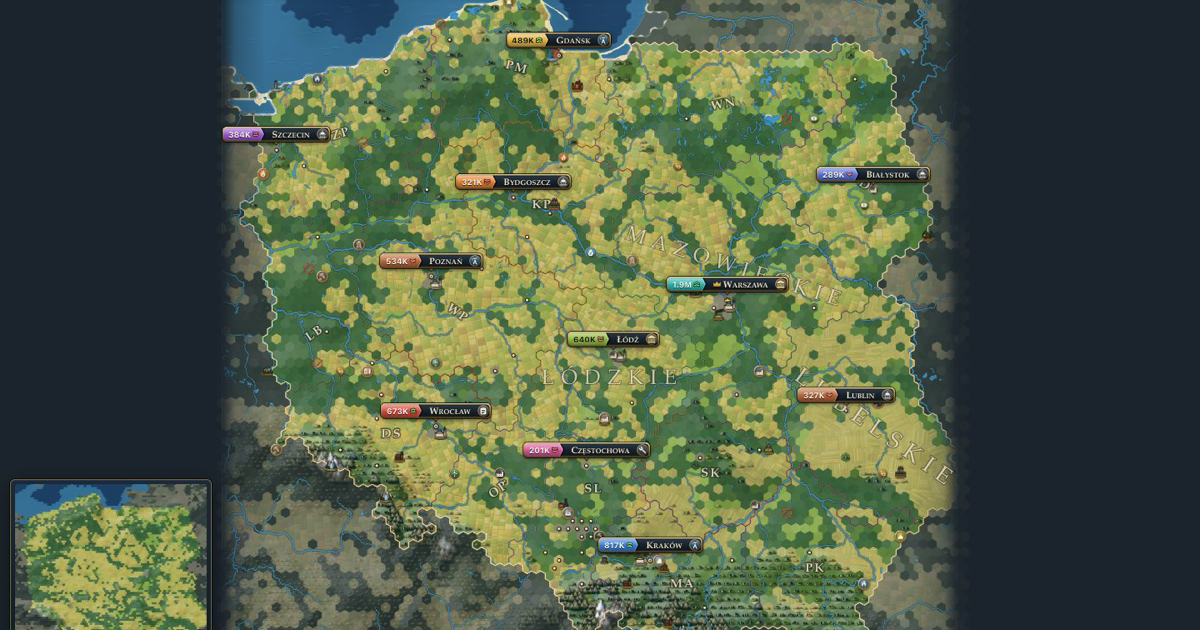 489K GDAŃSK
PM
WN
384K SZCZECIN
ZP
289K BIAŁYSTOK
321K BYDGOSZCZ
KP
MAZOWIECKIE
534K POZNAŃ
1.9M WARSZAWA
WP
LB.
640K ŁÓDŹ
ŁÓDZKIE
327K LUBLIN
LUBELSKIE
673K WROCŁAW
DS
201K CZĘSTOCHOWA
SK
OP
SL
817K KRAKÓW
PK
MA